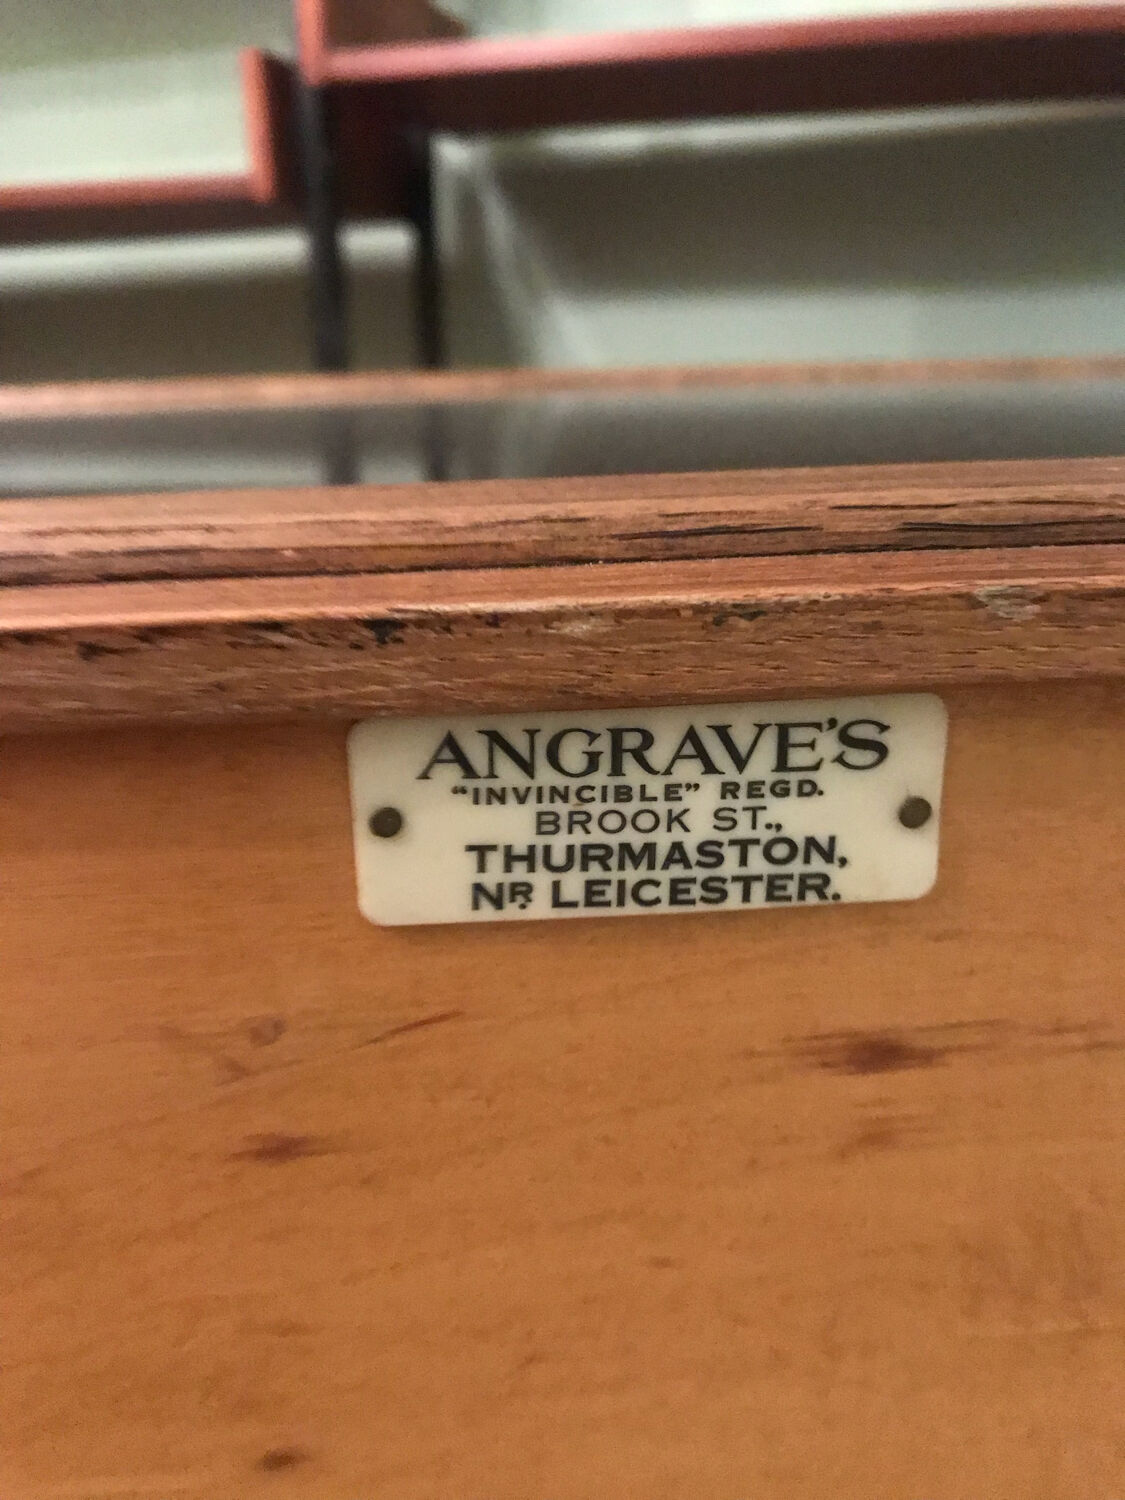 ANGRAVE'S
"INVINCIBLE" REGD.
BROOK ST.,
THURMASTON,
NR. LEICESTER.